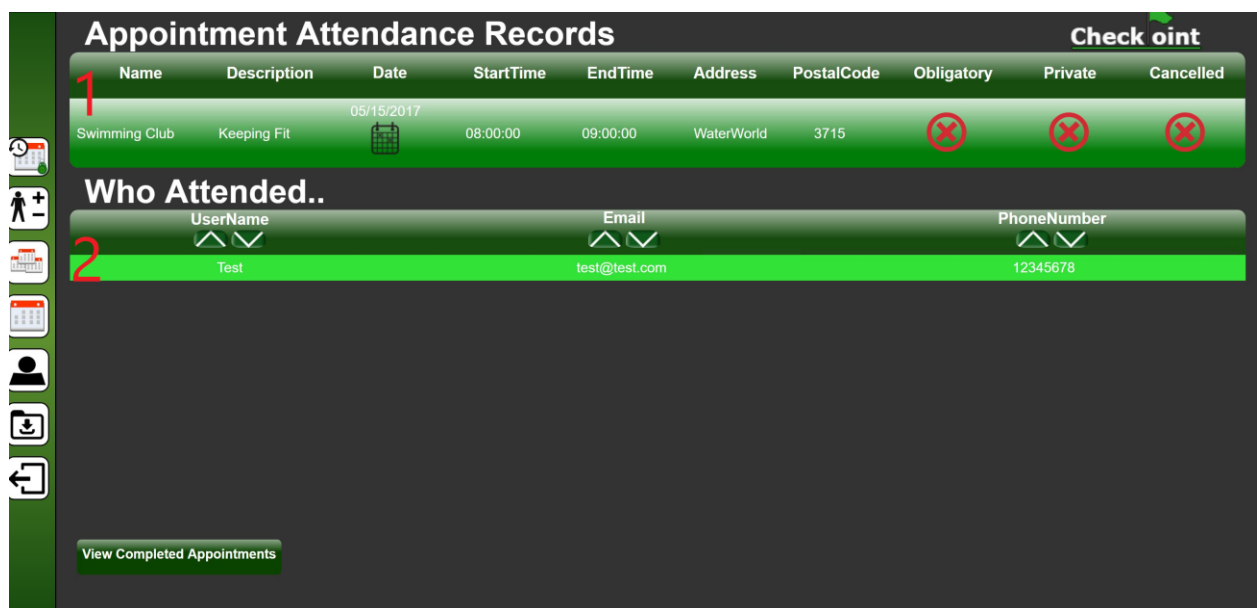 Appointment Attendance Records
Check oint
1
Name Description Date StartTime EndTime Address PostalCode Obligatory Private Cancelled
05/15/2017
Swimming Club Keeping Fit 08:00:00 09:00:00 WaterWorld 3715
Who Attended..
UserName Email PhoneNumber
2
Test test@test.com 12345678
View Completed Appointments